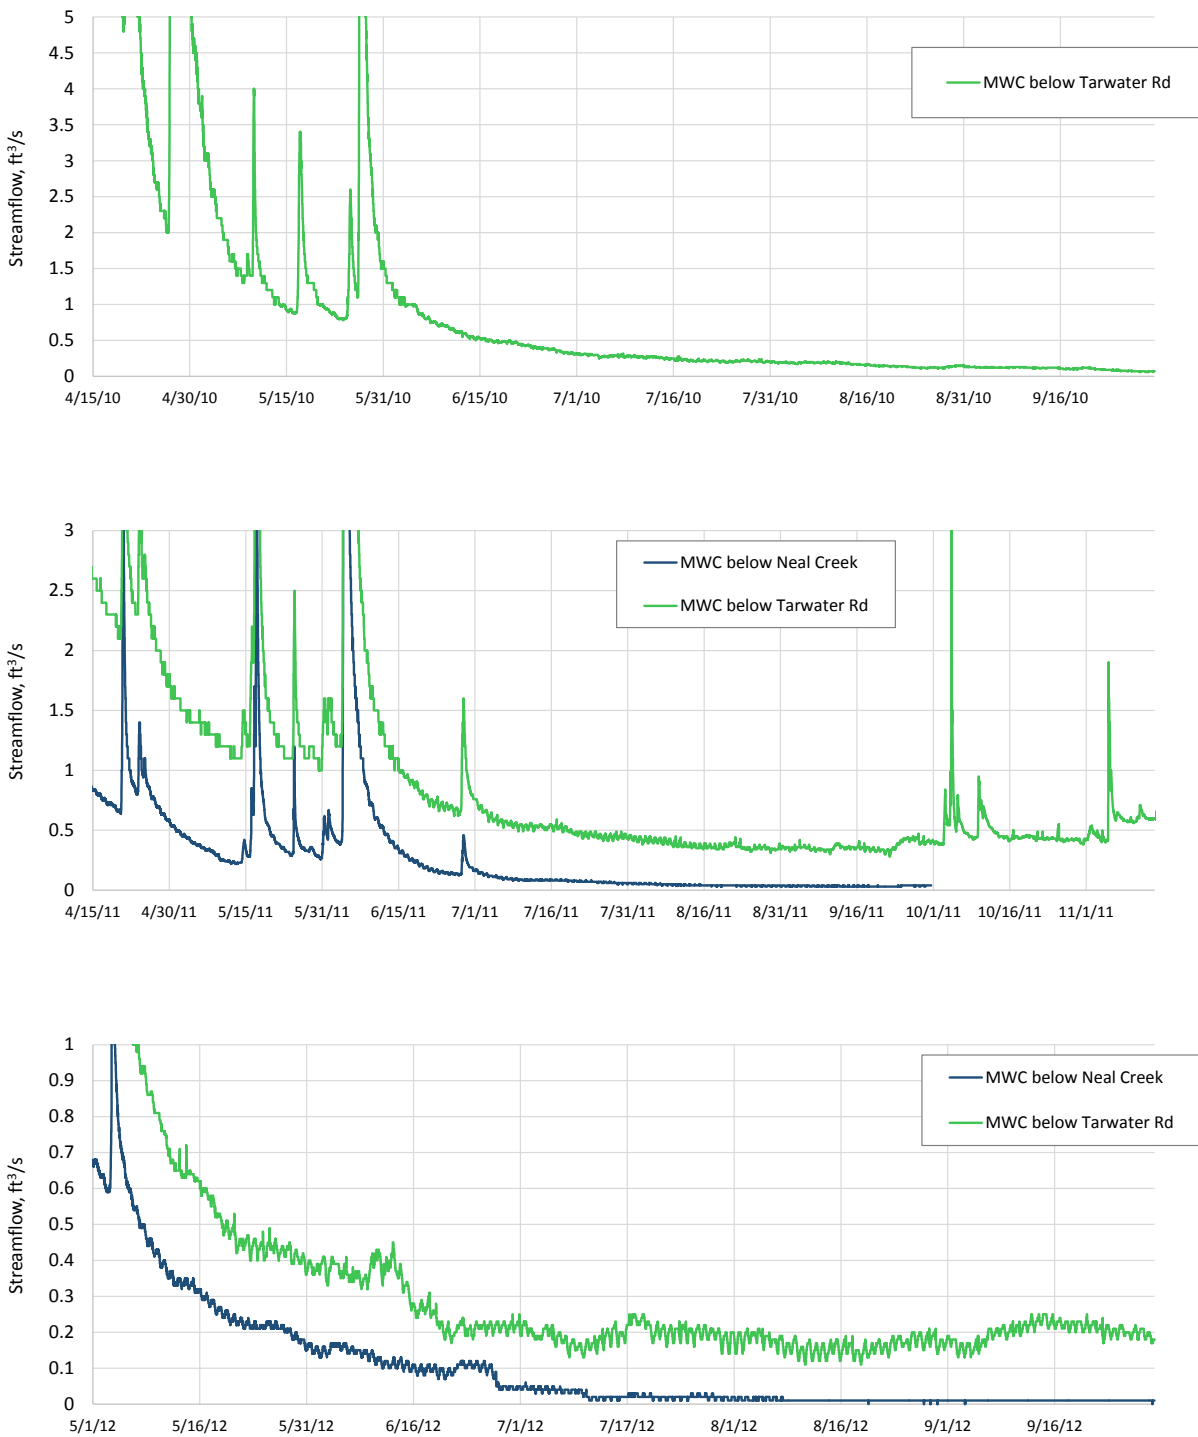 5
4.5
4
3.5
3
2.5
2
1.5
1
0.5
0
Streamflow, ft³/s
MWC below Tarwater Rd
4/15/10 4/30/10 5/15/10 5/31/10 6/15/10 7/1/10 7/16/10 7/31/10 8/16/10 8/31/10 9/16/10
3
2.5
2
1.5
1
0.5
0
Streamflow, ft³/s
MWC below Neal Creek
MWC below Tarwater Rd
4/15/11 4/30/11 5/15/11 5/31/11 6/15/11 7/1/11 7/16/11 7/31/11 8/16/11 8/31/11 9/16/11 10/1/11 10/16/11 11/1/11
1
0.9
0.8
0.7
0.6
0.5
0.4
0.3
0.2
0.1
0
Streamflow, ft³/s
MWC below Neal Creek
MWC below Tarwater Rd
5/1/12 5/16/12 5/31/12 6/16/12 7/1/12 7/17/12 8/1/12 8/16/12 9/1/12 9/16/12